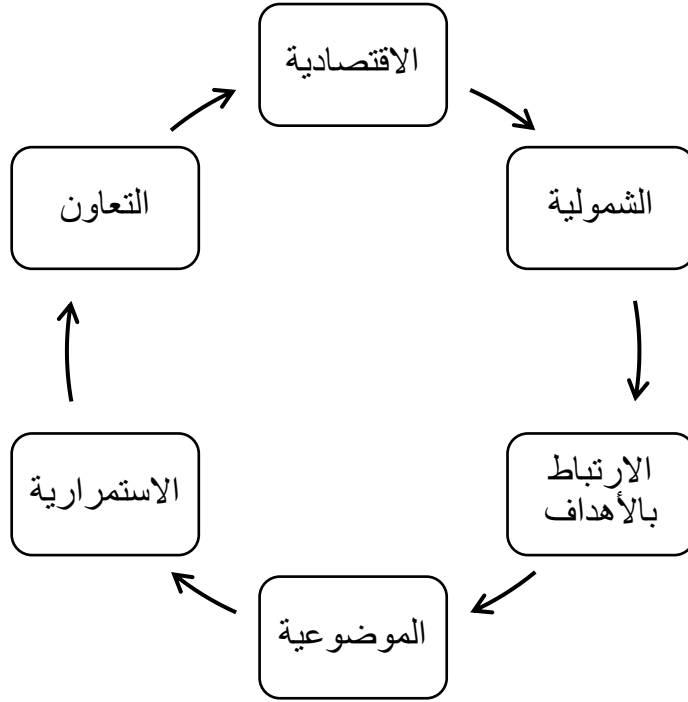 الاقتصادية
الشمولية
الارتباط
بالأهداف
الموضوعية
الاستمرارية
التعاون